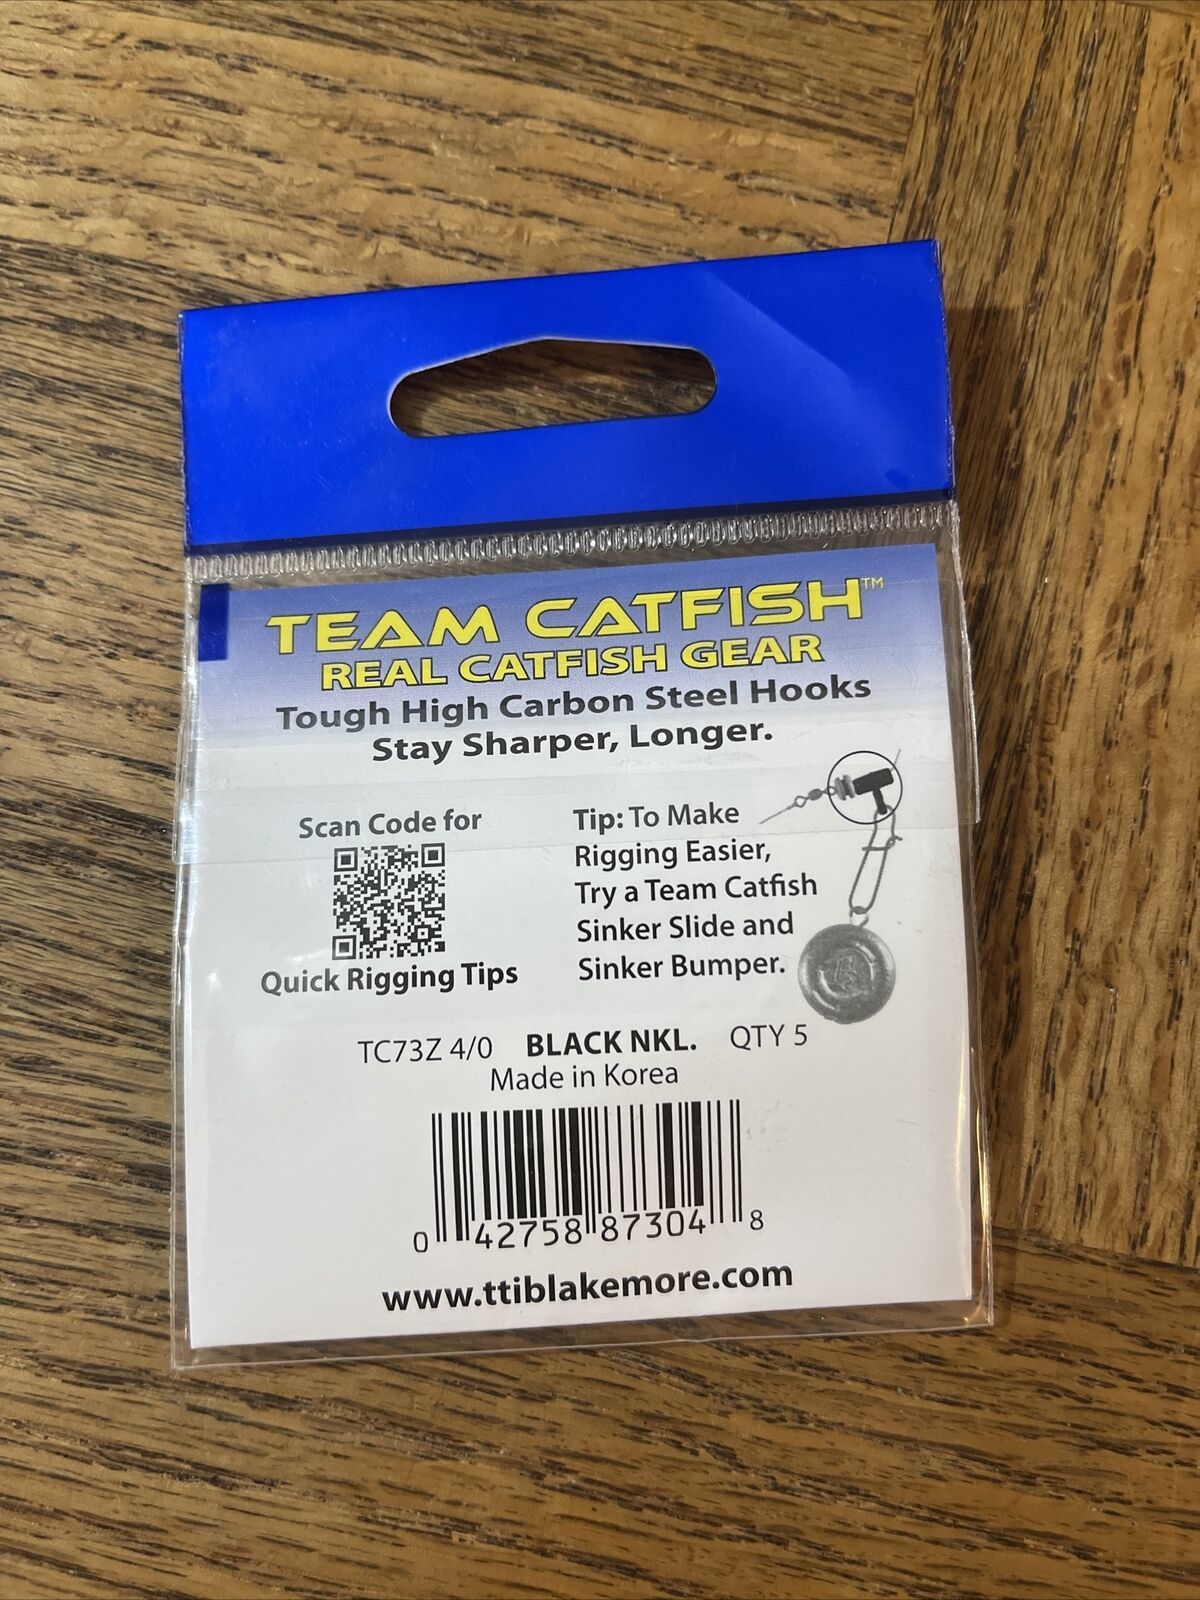 TEAM CATFISH™
REAL CATFISH GEAR
Tough High Carbon Steel Hooks
Stay Sharper, Longer.
Scan Code for
Quick Rigging Tips
Tip: To Make
Rigging Easier,
Try a Team Catfish
Sinker Slide and
Sinker Bumper.
TC73Z 4/0 BLACK NKL. QTY 5
Made in Korea
0 42758 87304 8
www.ttiblakemore.com